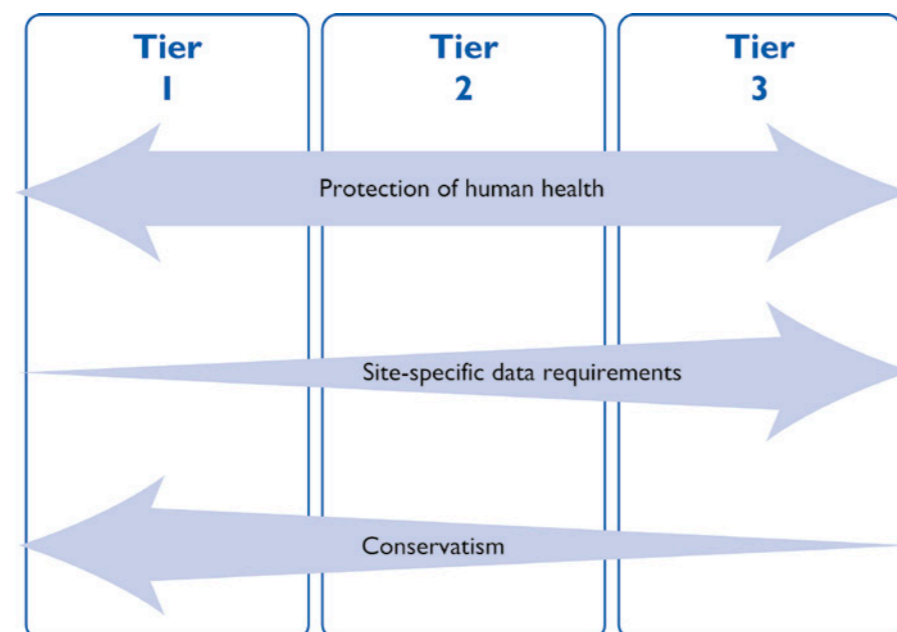 Tier
1
Tier
2
Tier
3
Protection of human health
Site-specific data requirements
Conservatism